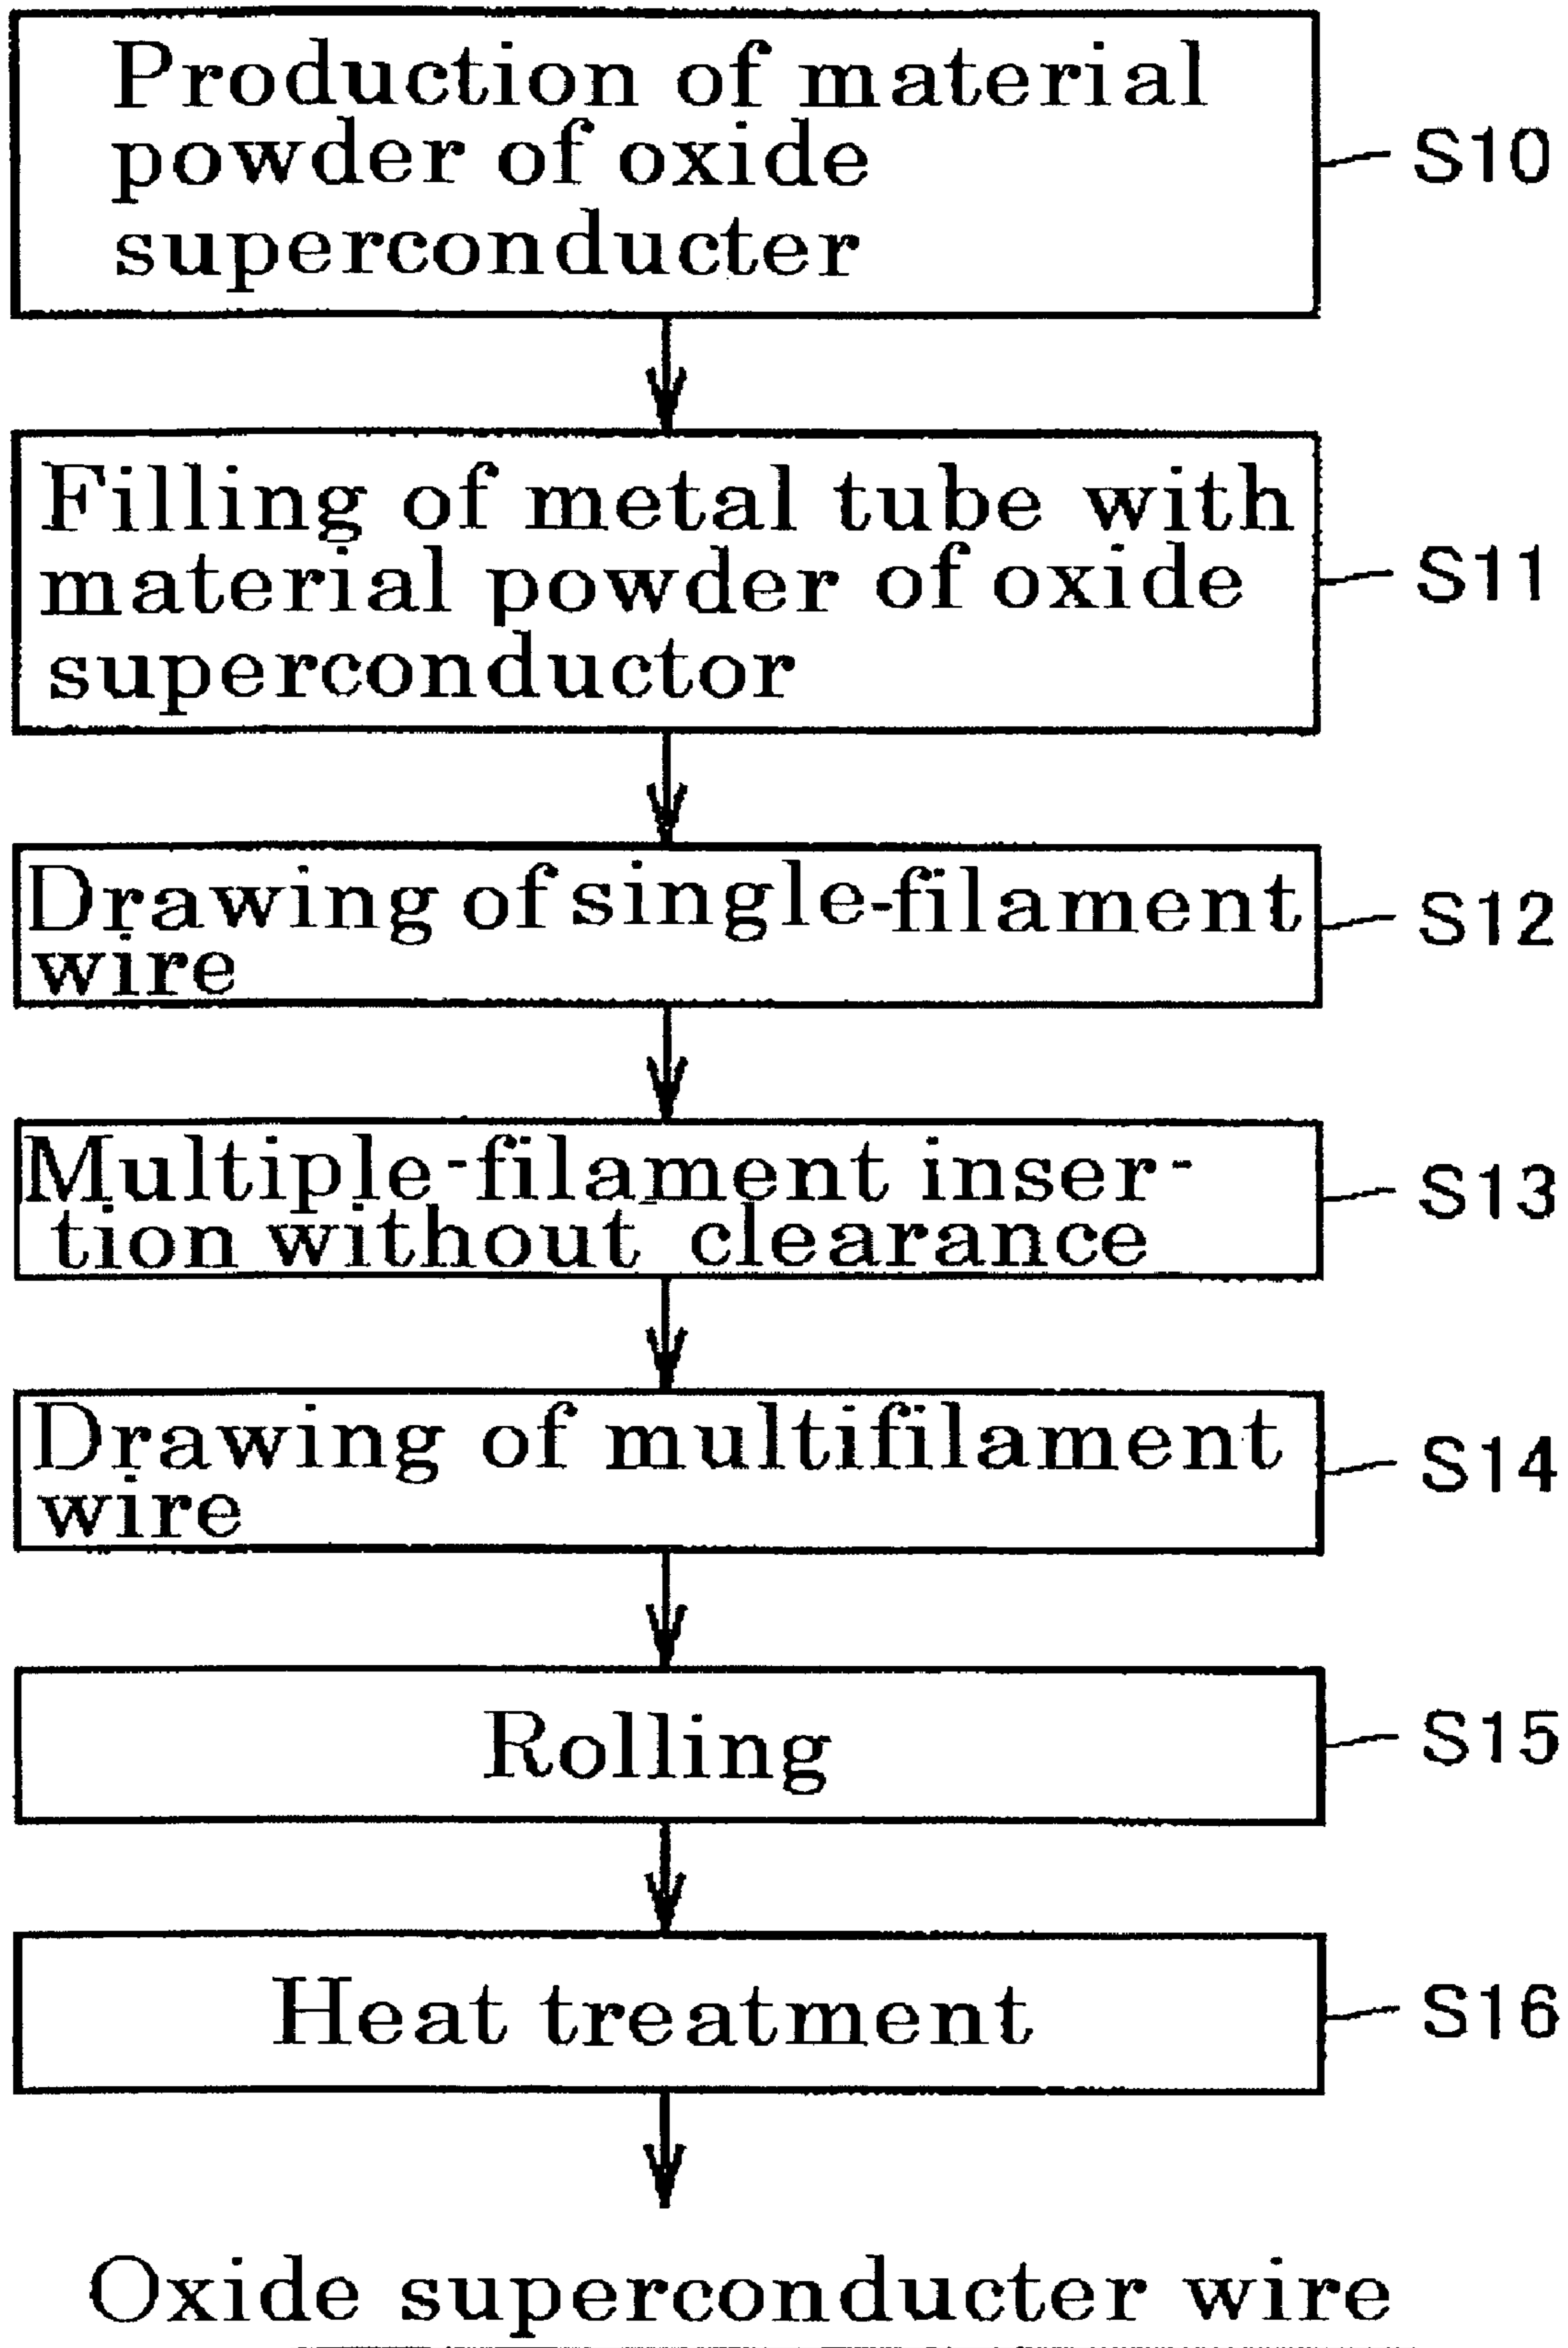 Production of material
powder of oxide
superconducter
S10
Filling of metal tube with
material powder of oxide
superconductor
S11
Drawing of single-filament
wire
S12
Multiple-filament inser-
tion without clearance
S13
Drawing of multifilament
wire
S14
Rolling
S15
Heat treatment
S16
Oxide superconducter wire